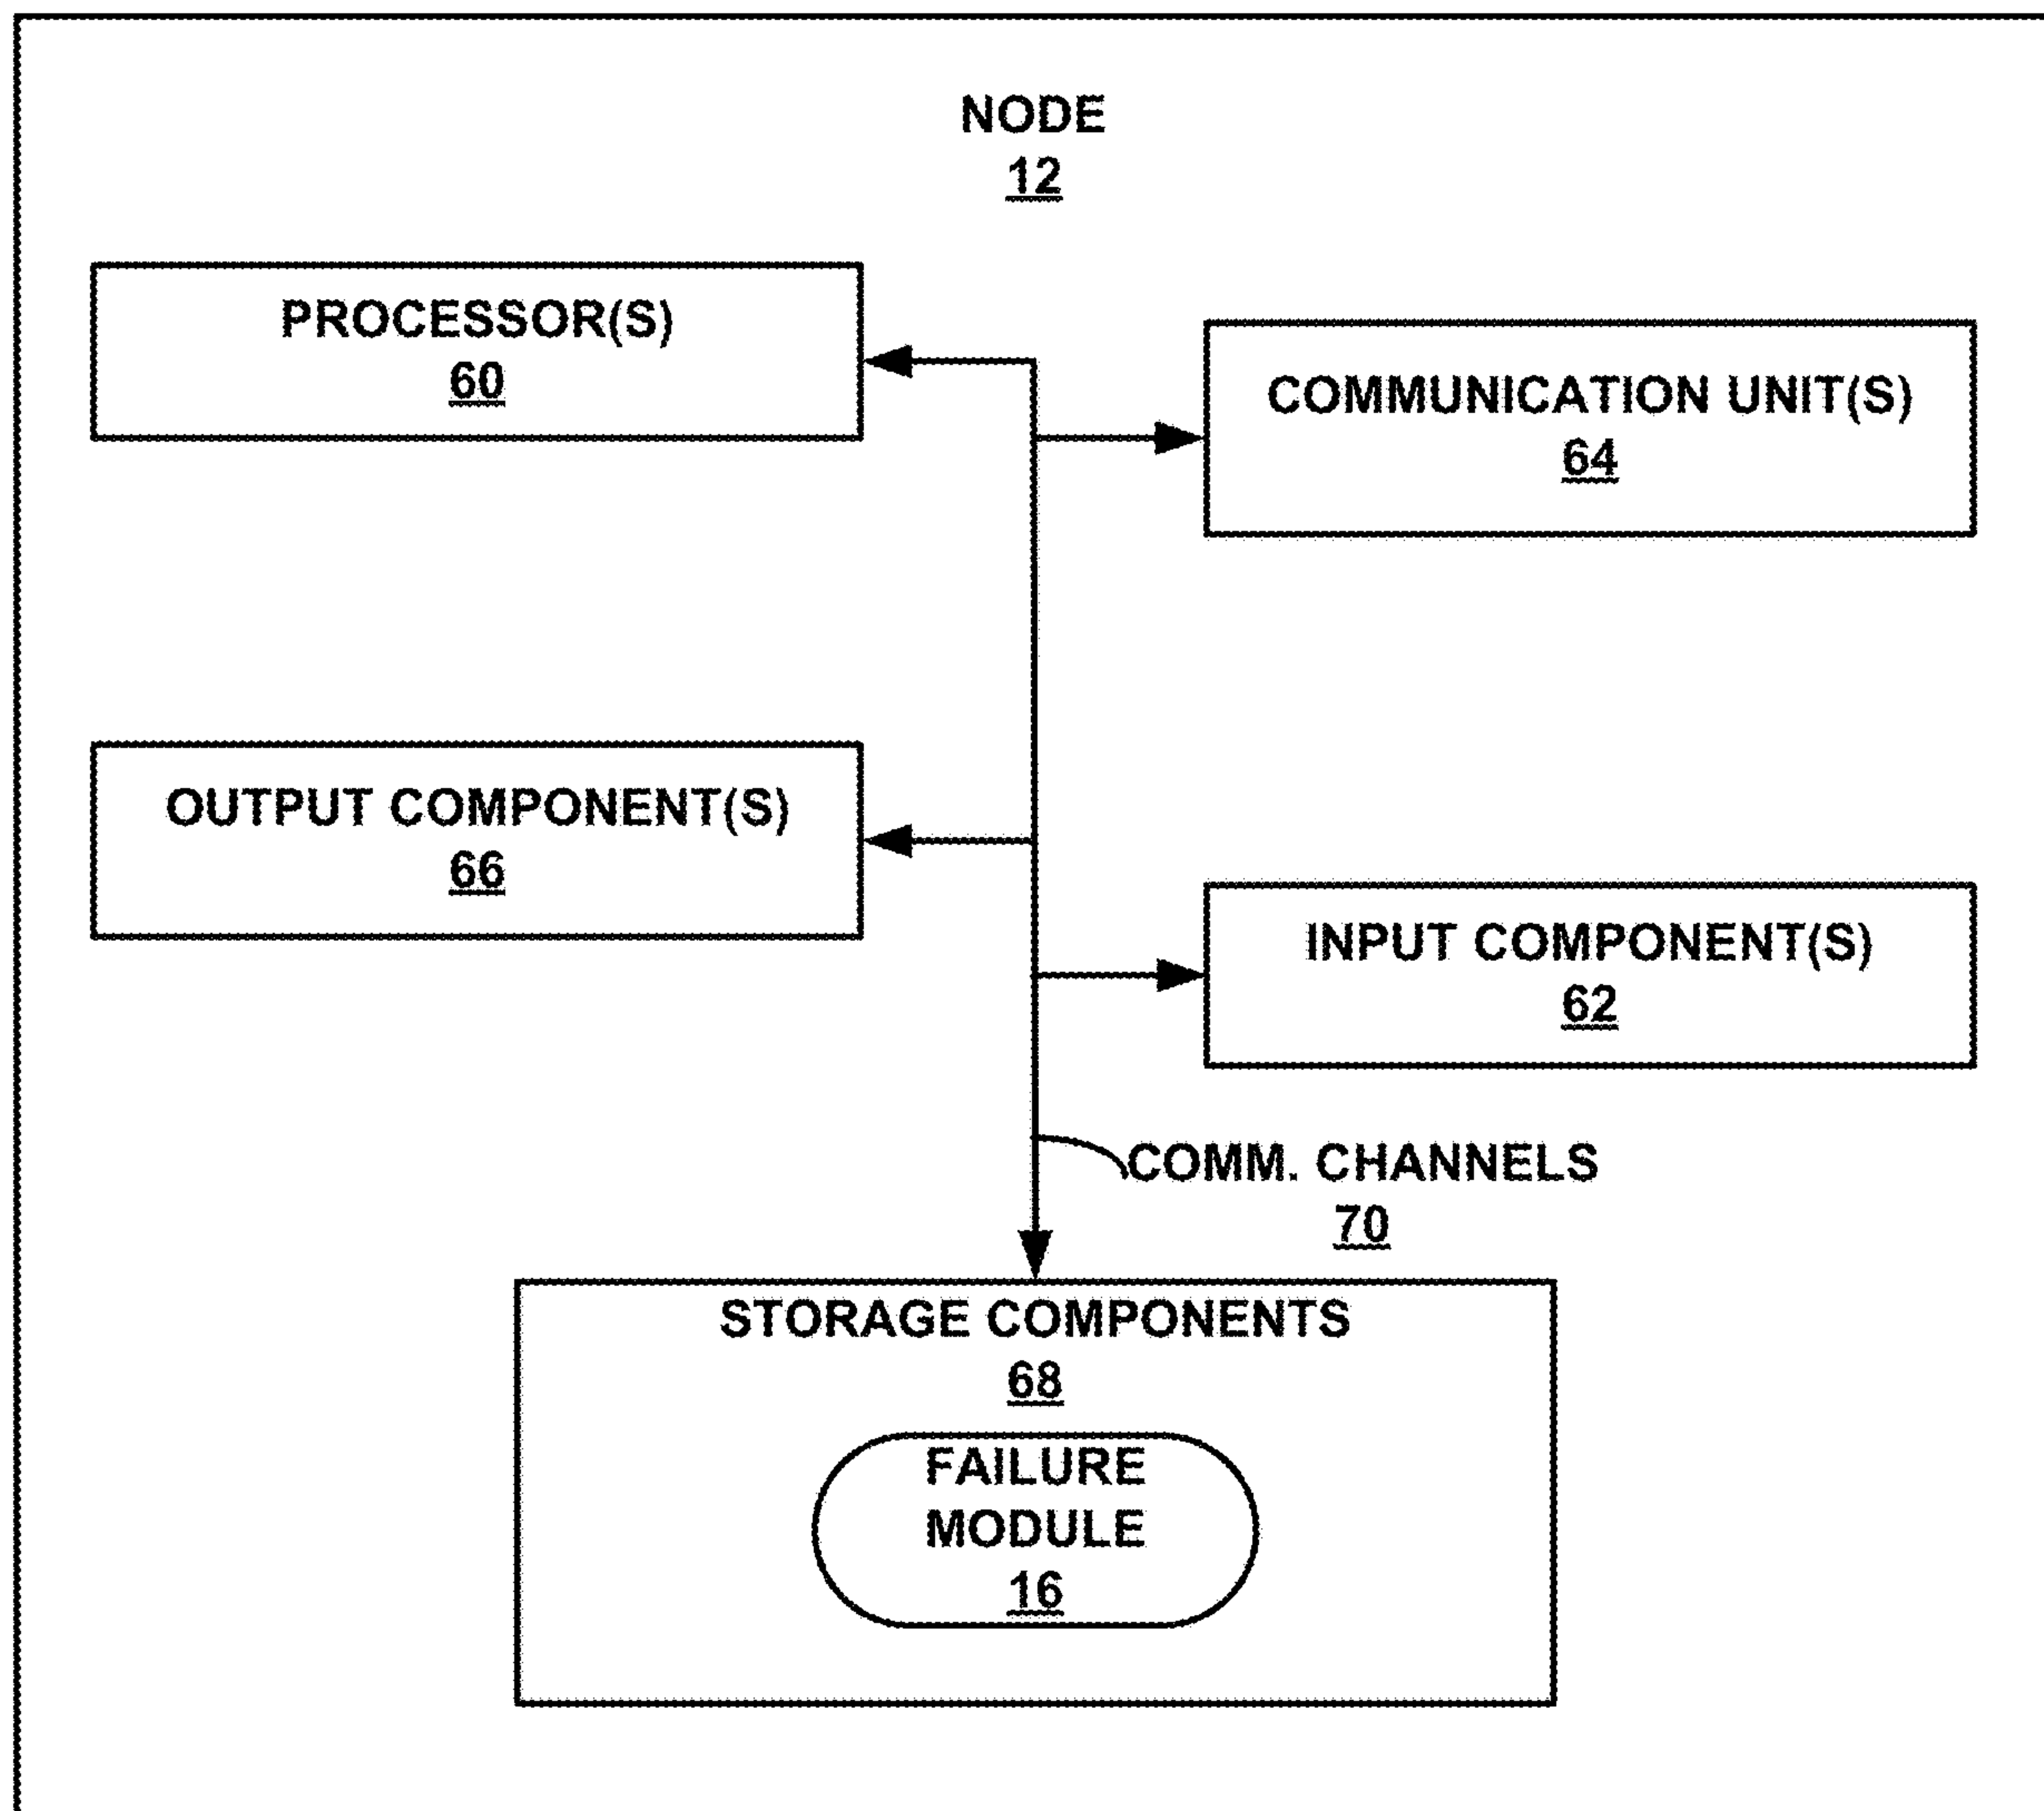 NODE
12
PROCESSOR(S)
60
COMMUNICATION UNIT(S)
64
OUTPUT COMPONENT(S)
66
INPUT COMPONENT(S)
62
COMM. CHANNELS
70
STORAGE COMPONENTS
68
FAILURE
MODULE
16